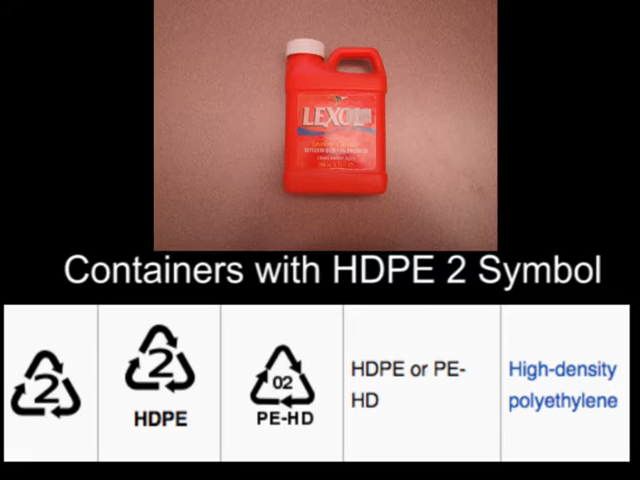 LEXOL
Containers with HDPE 2 Symbol
2
2
HDPE
02
PE-HD
HDPE or PE-
HD
High-density
polyethylene